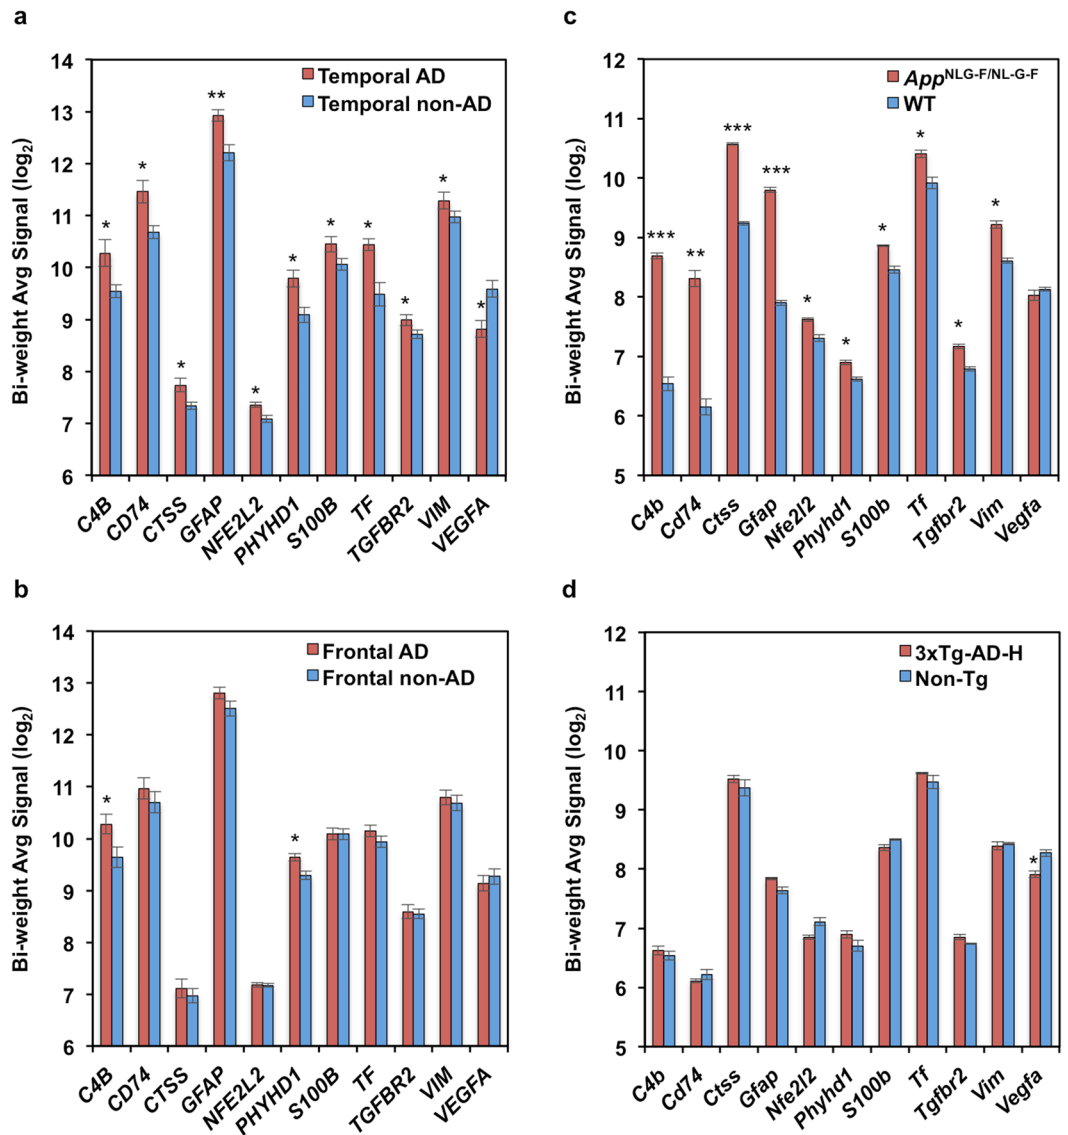 a
Bi-weight Avg Signal (log2)
14
13
12
11
10
9
8
7
6
Temporal AD
Temporal non-AD
*
*
*
**
*
*
*
*
*
*
*
C4B
CD74
CTSS
GFAP
NFE2L2
PHYHD1
S100B
TF
TGFBR2
VIM
VEGFA
c
Bi-weight Avg Signal (log2)
12
11
10
9
8
7
6
5
App NLG-F/NL-G-F
WT
***
**
***
***
*
*
*
*
*
*
C4b
Cd74
Ctss
Gfap
Nfe2l2
Phyhd1
S100b
Tf
Tgfbr2
Vim
Vegfa
b
Bi-weight Avg Signal (log2)
14
13
12
11
10
9
8
7
6
Frontal AD
Frontal non-AD
*
*
C4B
CD74
CTSS
GFAP
NFE2L2
PHYHD1
S100B
TF
TGFBR2
VIM
VEGFA
d
Bi-weight Avg Signal (log2)
12
11
10
9
8
7
6
5
3xTg-AD-H
Non-Tg
*
C4b
Cd74
Ctss
Gfap
Nfe2l2
Phyhd1
S100b
Tf
Tgfbr2
Vim
Vegfa